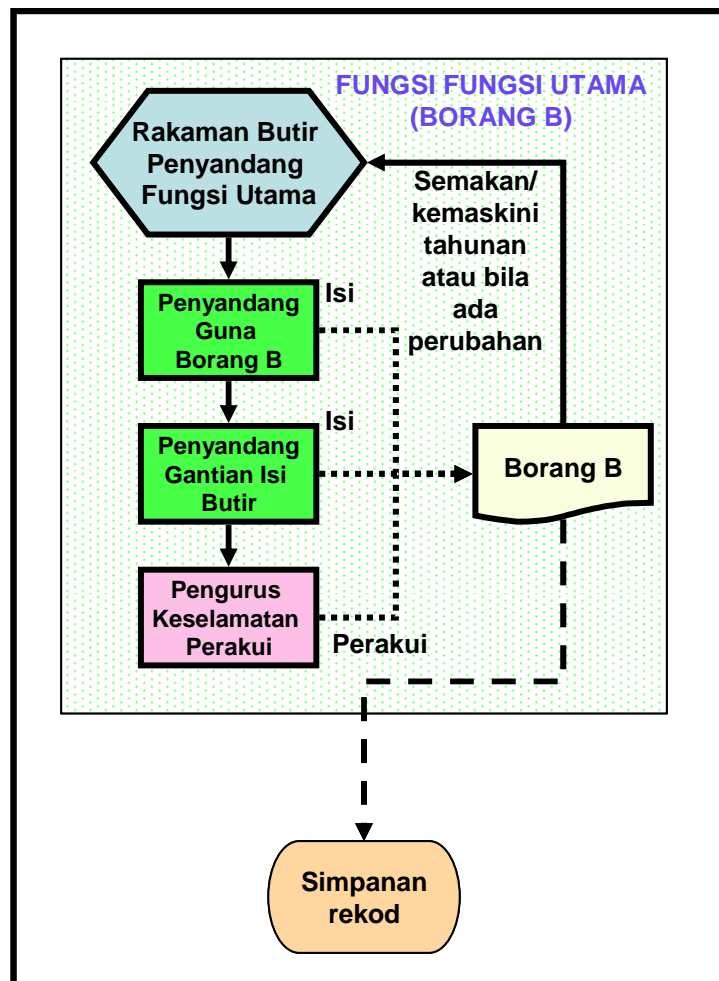 FUNGSI FUNGSI UTAMA
(BORANG B)
Rakaman Butir
Penyandang
Fungsi Utama
Semakan/
kemaskini
tahunan
atau bila
ada
perubahan
Isi
Penyandang
Guna
Borang B
Isi
Penyandang
Gantian Isi
Butir
Borang B
Pengurus
Keselamatan
Perakui
Perakui
Simpanan
rekod